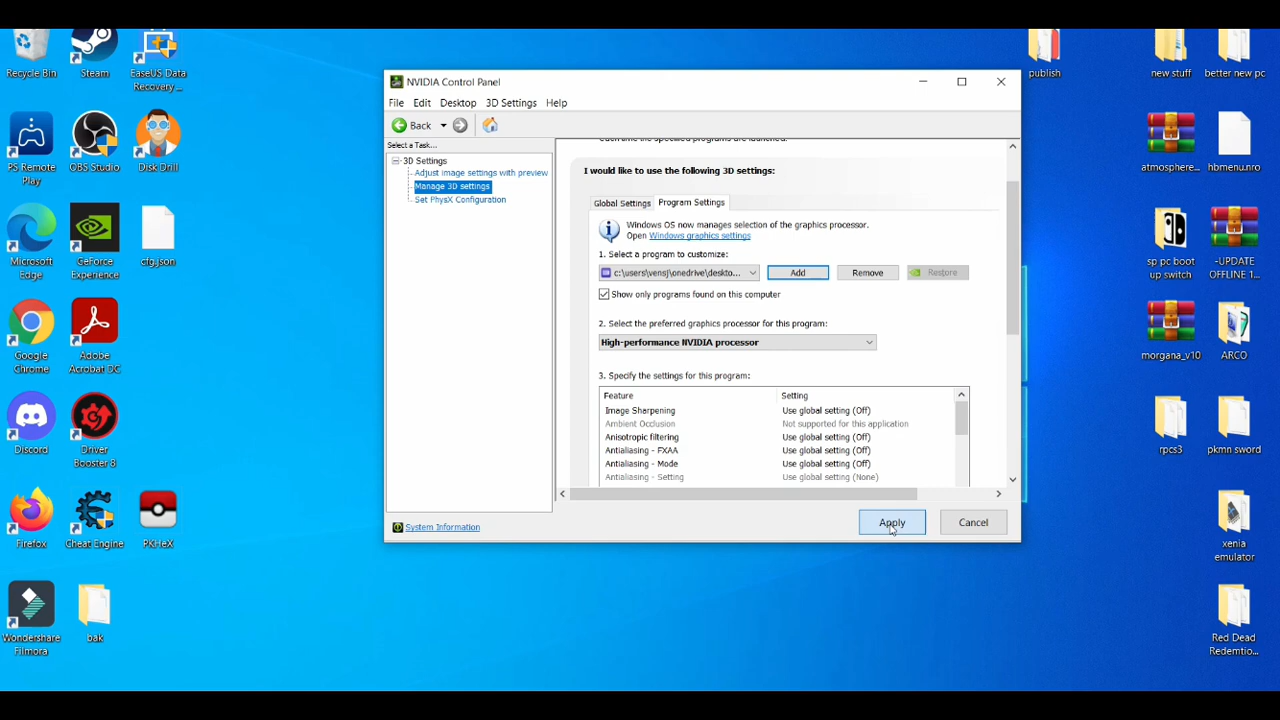 Recycle Bin
Steam
EaseUS Data
Recovery ...
PS Remote
Play
OBS Studio
Disk Drill
Microsoft
Edge
GeForce
Experience
cfg.json
Google
Chrome
Adobe
Acrobat DC
Discord
Driver
Booster 8
Firefox
Cheat Engine
PKHeX
Wondershare
Filmora
bak
NVIDIA Control Panel
File Edit Desktop 3D Settings Help
Back
Select a Task...
3D Settings
Adjust image settings with preview
Manage 3D settings
Set PhysX Configuration
System Information
each time the specified programs are launched.
I would like to use the following 3D settings:
Global Settings Program Settings
Windows OS now manages selection of the graphics processor.
Open Windows graphics settings
1. Select a program to customize:
c:\users\vensj\onedrive\deskto... Add Remove Restore
Show only programs found on this computer
2. Select the preferred graphics processor for this program:
High-performance NVIDIA processor
3. Specify the settings for this program:
Feature Setting
Image Sharpening Use global setting (Off)
Ambient Occlusion Not supported for this application
Anisotropic filtering Use global setting (Off)
Antialiasing - FXAA Use global setting (Off)
Antialiasing - Mode Use global setting (Off)
Antialiasing - Setting Use global setting (None)
Apply Cancel
publish
new stuff
better new pc
atmosphere...
hbmenu.nro
sp pc boot
up switch
-UPDATE
OFFLINE 1...
morgana_v10
ARCO
rpcs3
pkmn sword
xenia
emulator
Red Dead
Redemtio...